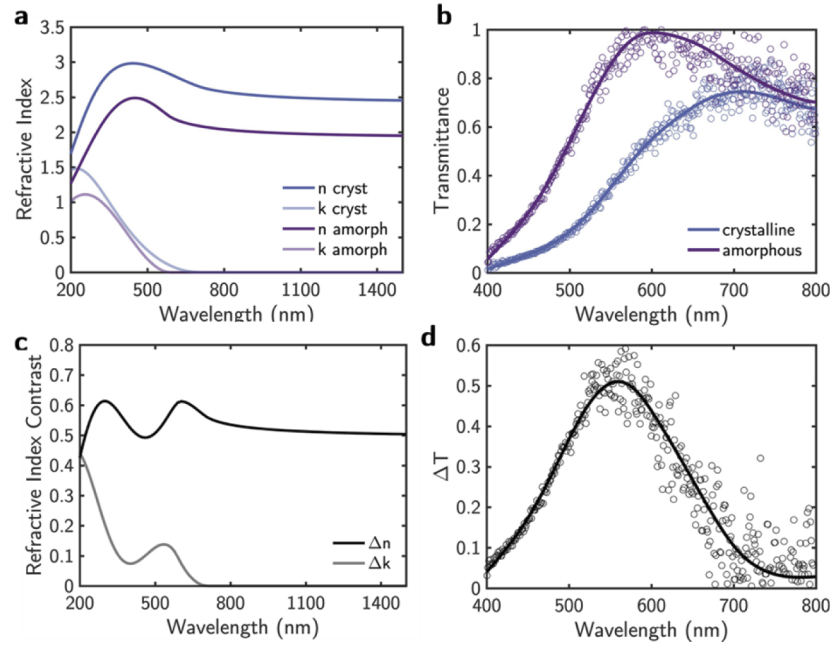 a
3.5
3
2.5
2
1.5
1
0.5
0
Refractive Index
n cryst
k cryst
n amorph
k amorph
200 500 800 1100 1400
Wavelength (nm)
b
1
0.8
0.6
0.4
0.2
0
Transmittance
crystalline
amorphous
400 500 600 700 800
Wavelength (nm)
c
0.8
0.7
0.6
0.5
0.4
0.3
0.2
0.1
0
Refractive Index Contrast
Δn
Δk
200 500 800 1100 1400
Wavelength (nm)
d
0.6
0.5
0.4
0.3
0.2
0.1
0
ΔT
400 500 600 700 800
Wavelength (nm)